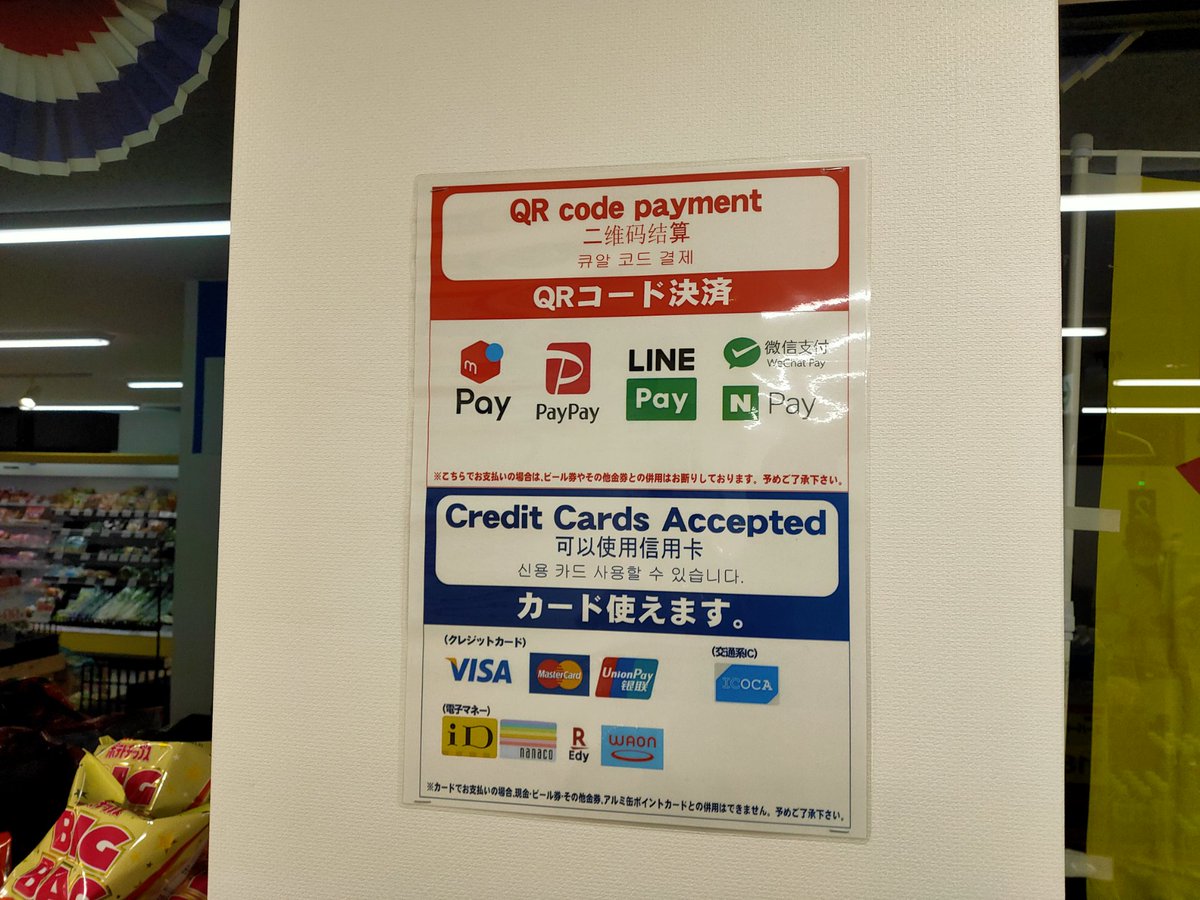 QR code payment
二维码结算
큐알 코드 결제
QRコード決済
m Pay
PayPay
LINE Pay
微信支付
WeChat Pay
N Pay
※こちらでお支払いの場合は、ビール券やその他金券との併用はお断りしております。予めご了承下さい。
Credit Cards Accepted
可以使用信用卡
신용 카드 사용할 수 있습니다.
カード使えます。
(クレジットカード)
VISA
MasterCard
UnionPay
银联
(交通系IC)
ICOCA
(電子マネー)
iD
nanaco
R Edy
WAON
※カードでお支払いの場合、現金・ビール券・その他金券、アルミ缶ポイントカードとの併用はできません。予めご了承下さい。
ポテトチップス
BIG
BAG